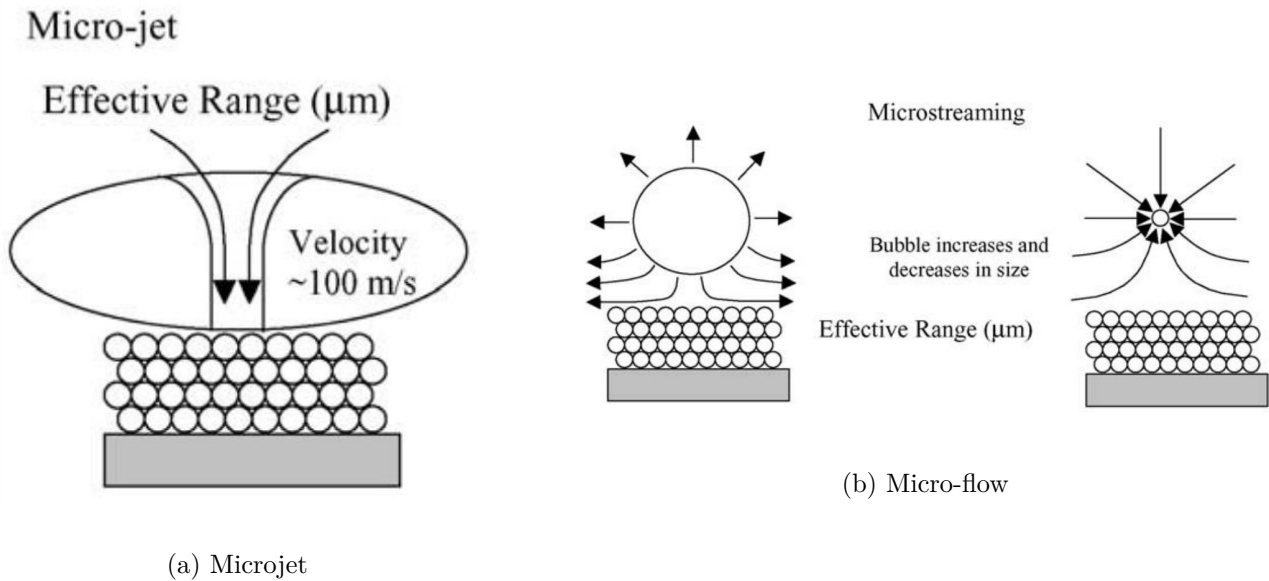 Micro-jet
Effective Range (μm)
Velocity
~100 m/s
(a) Microjet
Microstreaming
Bubble increases and
decreases in size
Effective Range (μm)
(b) Micro-flow